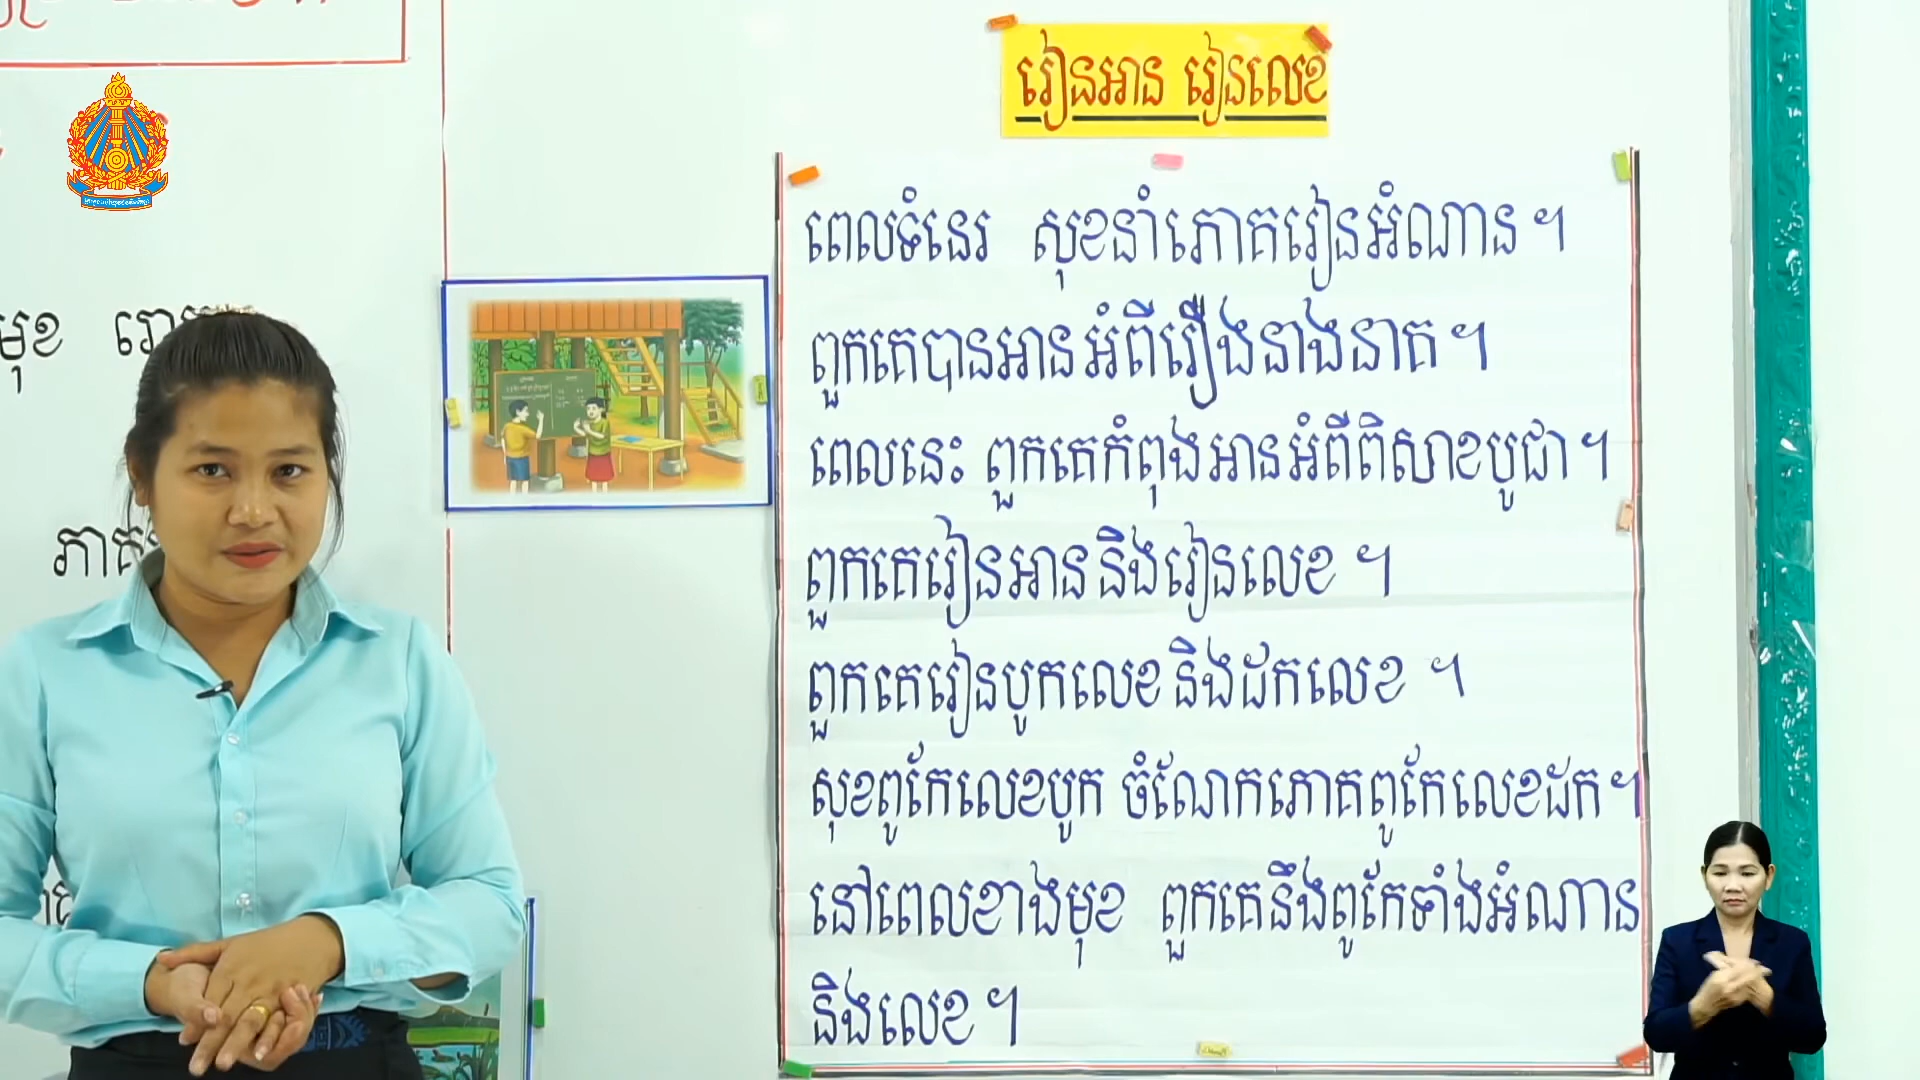 រៀនអាន រៀនលេខ
ពេលទំនេរ សុខនាំភោគរៀនអំណាន។
ពួកគេបានអានអំពីរឿងនាងនាគ។
ពេលនេះ ពួកគេកំពុងអានអំពីពិសាខបូជា។
ពួកគេរៀនអាននិងរៀនលេខ ។
ពួកគេរៀនបូកលេខនិងដកលេខ ។
សុខពូកែលេខបូក ចំណែកភោគពូកែលេខដក។
នៅពេលខាងមុខ ពួកគេនឹងពូកែទាំងអំណាន
និងលេខ។
មុខ